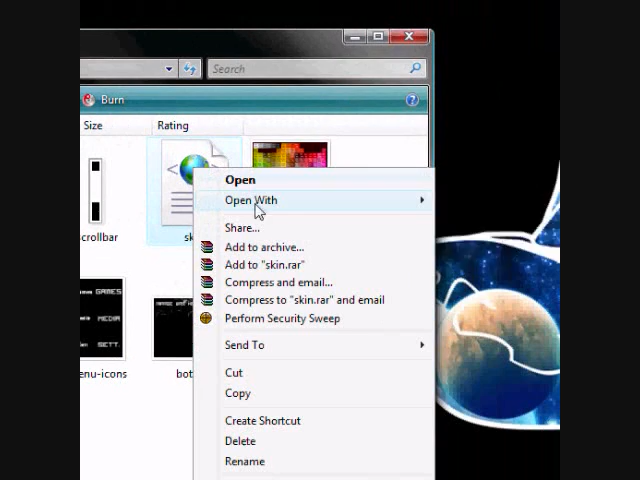 Search
Burn
Size
Rating
Open
Open With
Share...
Add to archive...
Add to "skin.rar"
Compress and email...
Compress to "skin.rar" and email
Perform Security Sweep
Send To
Cut
Copy
Create Shortcut
Delete
Rename
crollbar
sk
GAMES
MEDIA
SETT.
enu-icons
bot